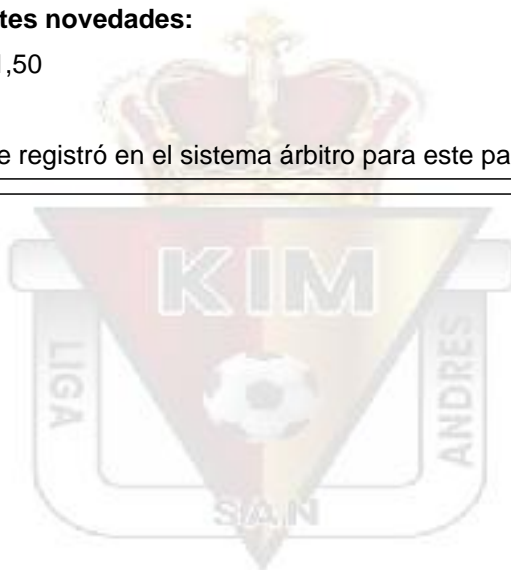 tes novedades:
,50
e registró en el sistema árbitro para este pa
KIM
LIGA
ANDRES
SAN